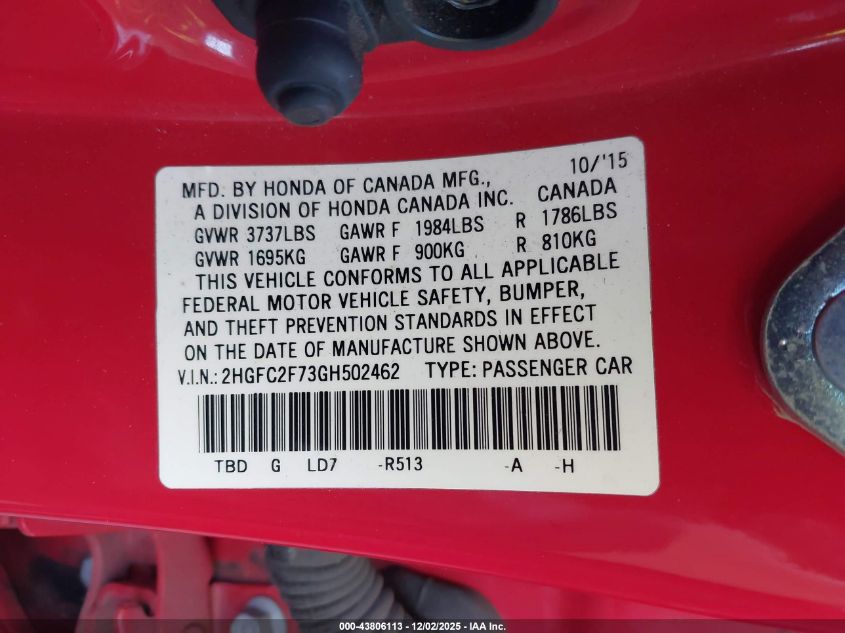 MFD. BY HONDA OF CANADA MFG., 10/'15
A DIVISION OF HONDA CANADA INC. CANADA
GVWR 3737LBS GAWR F 1984LBS R 1786LBS
GVWR 1695KG GAWR F 900KG R 810KG
THIS VEHICLE CONFORMS TO ALL APPLICABLE
FEDERAL MOTOR VEHICLE SAFETY, BUMPER,
AND THEFT PREVENTION STANDARDS IN EFFECT
ON THE DATE OF MANUFACTURE SHOWN ABOVE.
V.I.N.: 2HGFC2F73GH502462 TYPE: PASSENGER CAR
TBD G LD7 -R513 -A -H
000-43806113 - 12/02/2025 - IAA Inc.